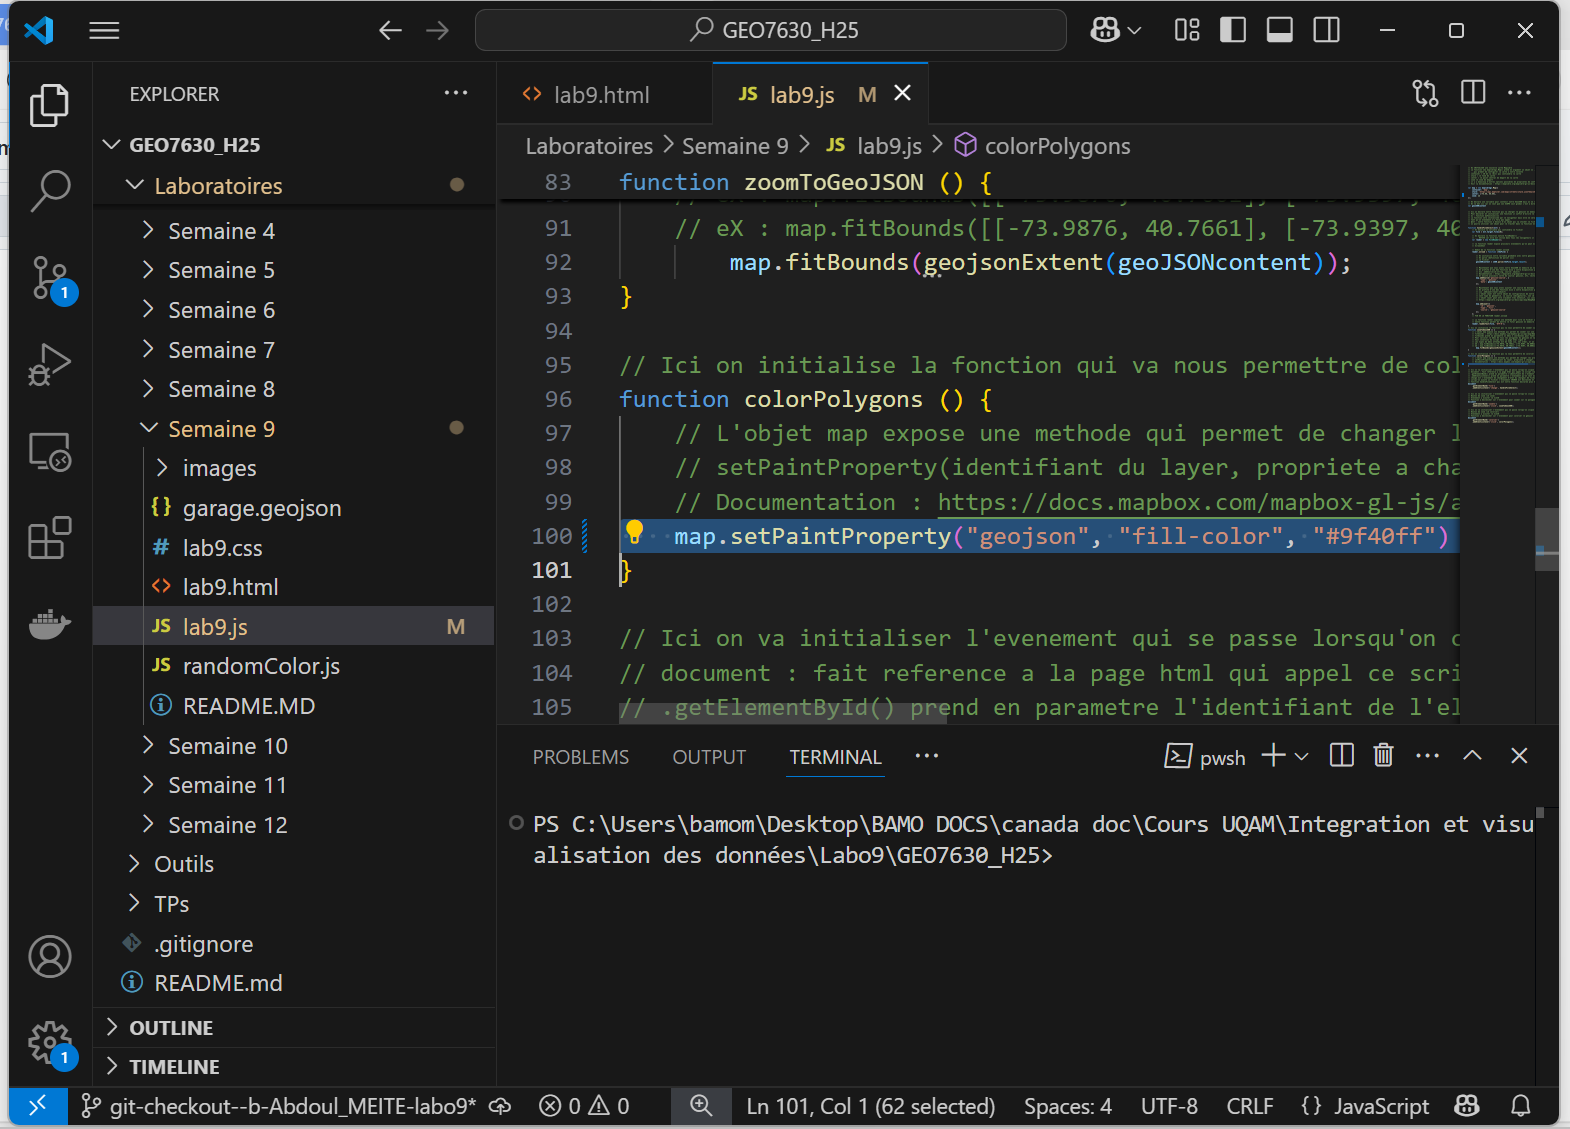 GEO7630_H25
EXPLORER
GEO7630_H25
Laboratoires
Semaine 4
Semaine 5
Semaine 6
Semaine 7
Semaine 8
Semaine 9
images
{} garage.geojson
# lab9.css
<> lab9.html
JS lab9.js M
JS randomColor.js
README.MD
Semaine 10
Semaine 11
Semaine 12
Outils
TPs
.gitignore
README.md
OUTLINE
TIMELINE
1
1
<> lab9.html
JS lab9.js M
Laboratoires > Semaine 9 > JS lab9.js > colorPolygons
83 function zoomToGeoJSON () {
91 // eX : map.fitBounds([[-73.9876, 40.7661], [-73.9397, 40
92 map.fitBounds(geojsonExtent(geoJSONcontent));
93 }
94
95 // Ici on initialise la fonction qui va nous permettre de col
96 function colorPolygons () {
97 // L'objet map expose une methode qui permet de changer l
98 // setPaintProperty(identifiant du layer, propriete a cha
99 // Documentation : https://docs.mapbox.com/mapbox-gl-js/a
100 map.setPaintProperty("geojson", "fill-color", "#9f40ff")
101 }
102
103 // Ici on va initialiser l'evenement qui se passe lorsqu'on c
104 // document : fait reference a la page html qui appel ce scri
105 // .getElementById() prend en parametre l'identifiant de l'el
PROBLEMS OUTPUT TERMINAL
pwsh
PS C:\Users\bamom\Desktop\BAMO DOCS\canada doc\Cours UQAM\Integration et visu
alisation des données\Labo9\GEO7630_H25>
git-checkout--b-Abdoul_MEITE-labo9* 0 0 Ln 101, Col 1 (62 selected) Spaces: 4 UTF-8 CRLF {} JavaScript